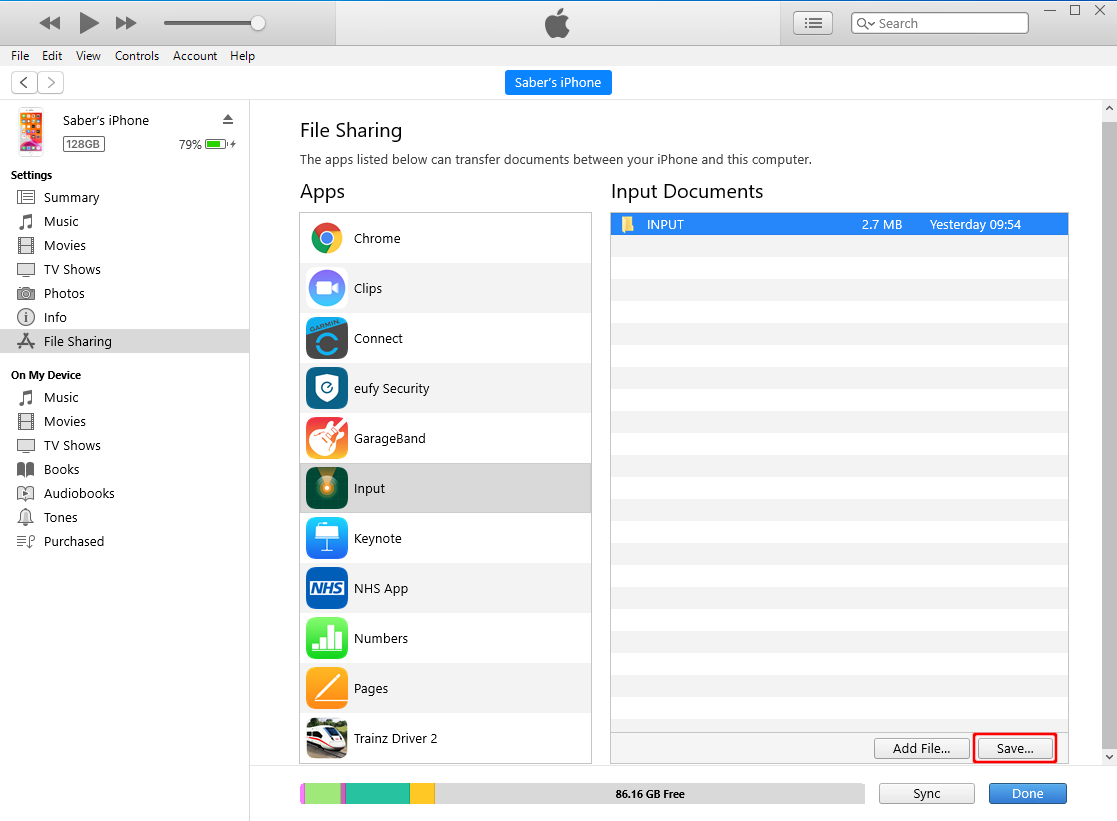 Search
File Edit View Controls Account Help
Saber's iPhone
Saber's iPhone
128GB
79%
Settings
Summary
Music
Movies
TV Shows
Photos
Info
File Sharing
On My Device
Music
Movies
TV Shows
Books
Audiobooks
Tones
Purchased
File Sharing
The apps listed below can transfer documents between your iPhone and this computer.
Apps
Chrome
Clips
GARMIN
Connect
eufy Security
GarageBand
Input
Keynote
NHS
NHS App
Numbers
Pages
Trainz Driver 2
Input Documents
INPUT 2.7 MB Yesterday 09:54
Add File...
Save...
86.16 GB Free
Sync
Done